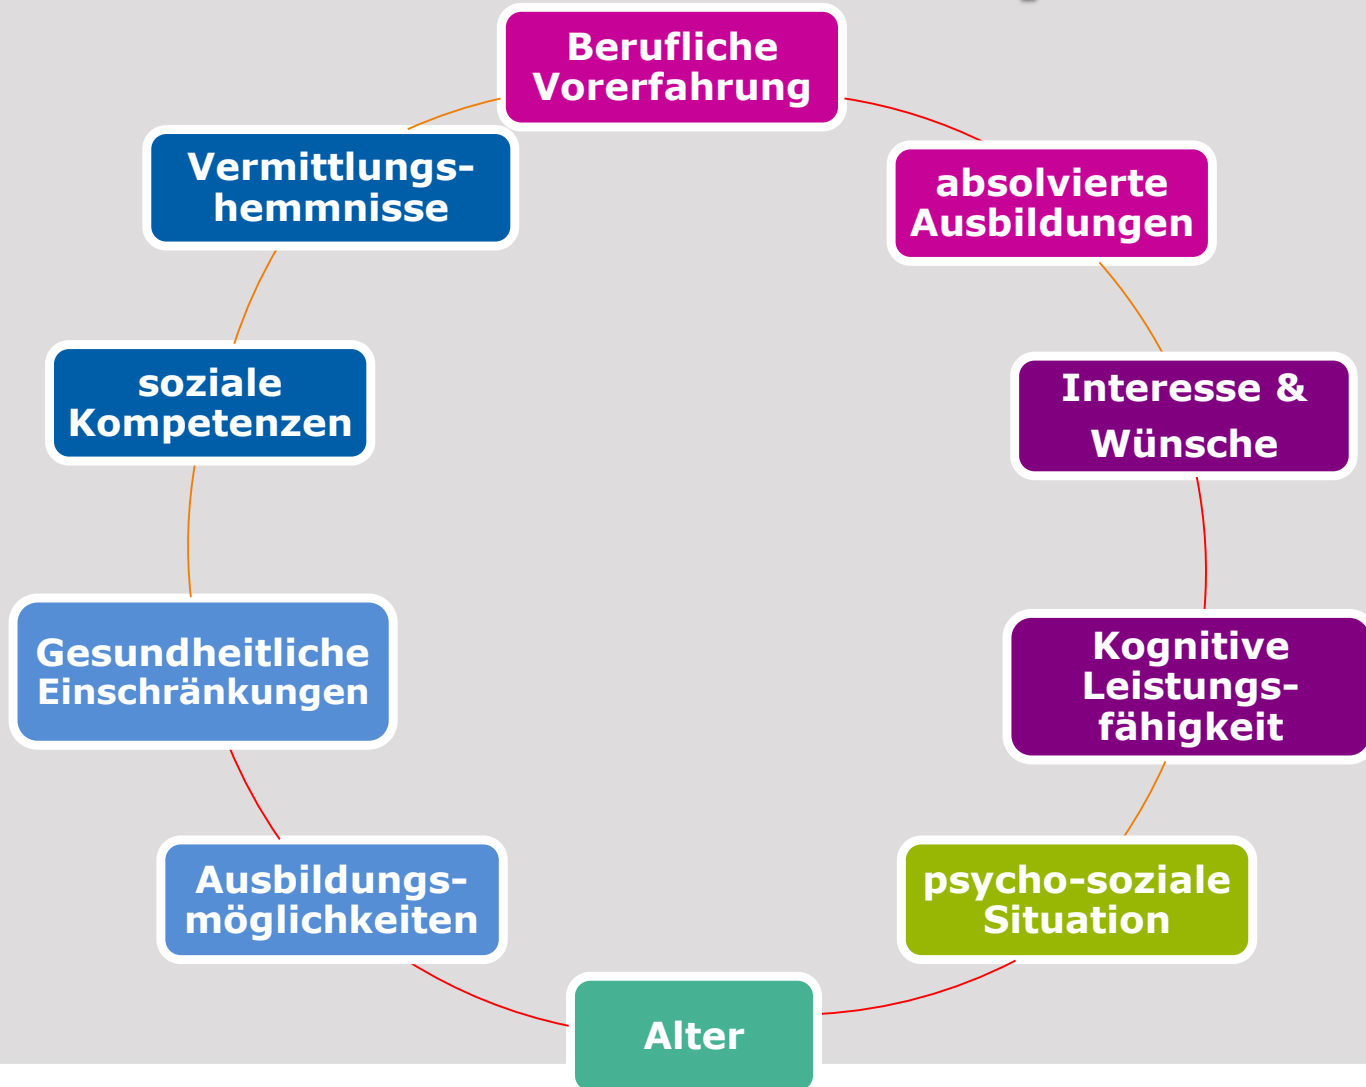 Berufliche
Vorerfahrung
absolvierte
Ausbildungen
Interesse &
Wünsche
Kognitive
Leistungs-
fähigkeit
psycho-soziale
Situation
Alter
Ausbildungs-
möglichkeiten
Gesundheitliche
Einschränkungen
soziale
Kompetenzen
Vermittlungs-
hemmnisse